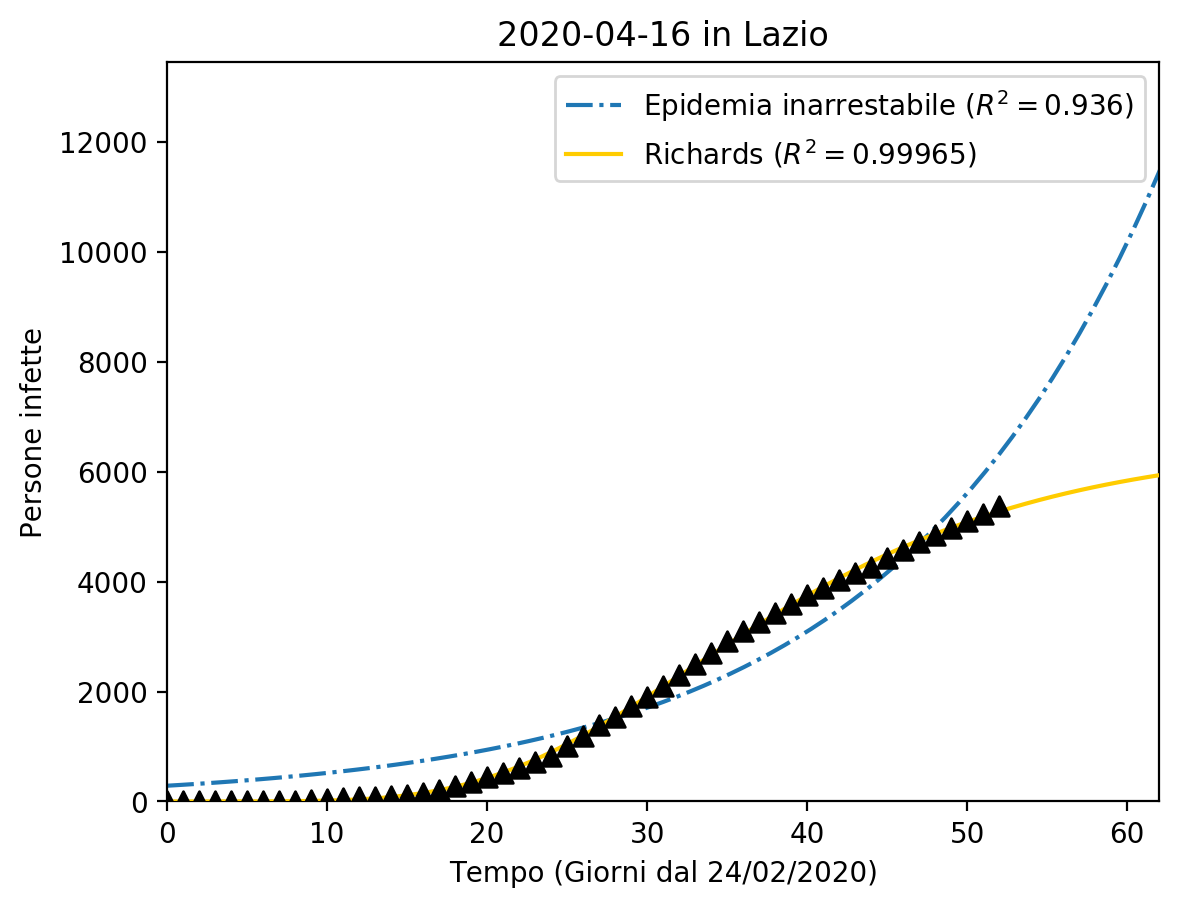 2020-04-16 in Lazio
Epidemia inarrestabile (R² = 0.936)
Richards (R² = 0.99965)
12000
10000
8000
6000
4000
2000
0
Persone infette
0 10 20 30 40 50 60
Tempo (Giorni dal 24/02/2020)